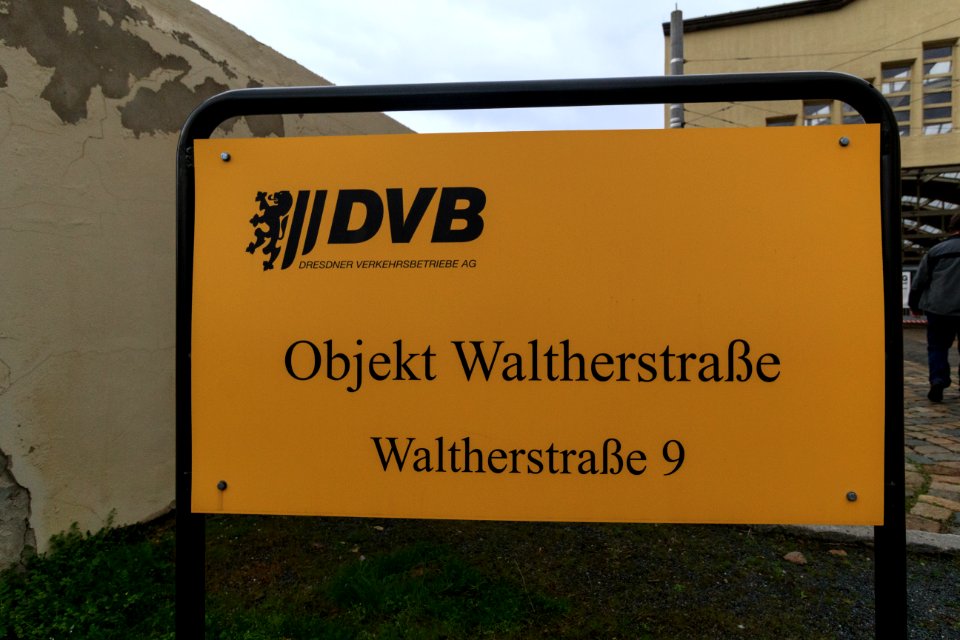 DVB
DRESDNER VERKEHRSBETRIEBE AG
Objekt Waltherstraße
Waltherstraße 9